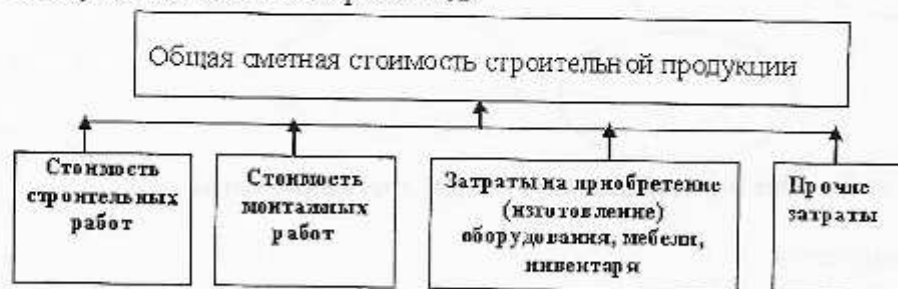 Общая сметная стоимость строительной продукции
Стоимость
строительных
работ
Стоимость
монтажных
работ
Затраты на приобретение
(изготовление)
оборудования, мебели,
инвентаря
Прочие
затраты